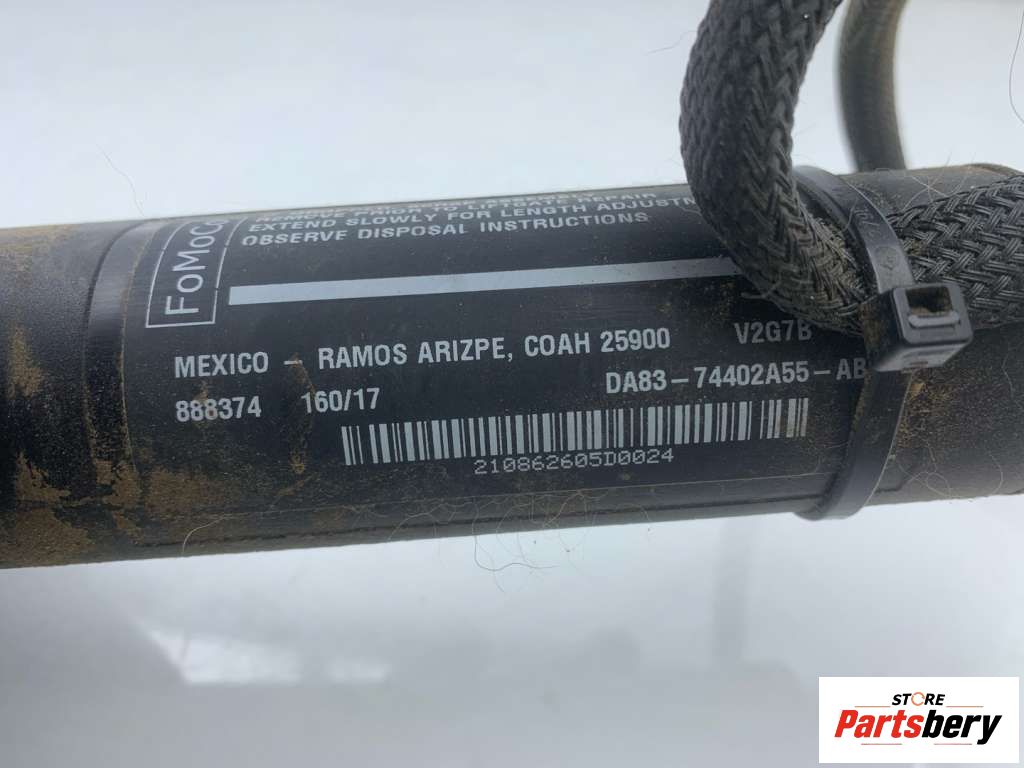 FoMoCo
EXTEND SLOWLY FOR LENGTH ADJUSTM
OBSERVE DISPOSAL INSTRUCTIONS
MEXICO - RAMOS ARIZPE, COAH 25900 V2G7B
888374 160/17 DA83-74402A55-AB
210862605D0024
STORE
Partsbery